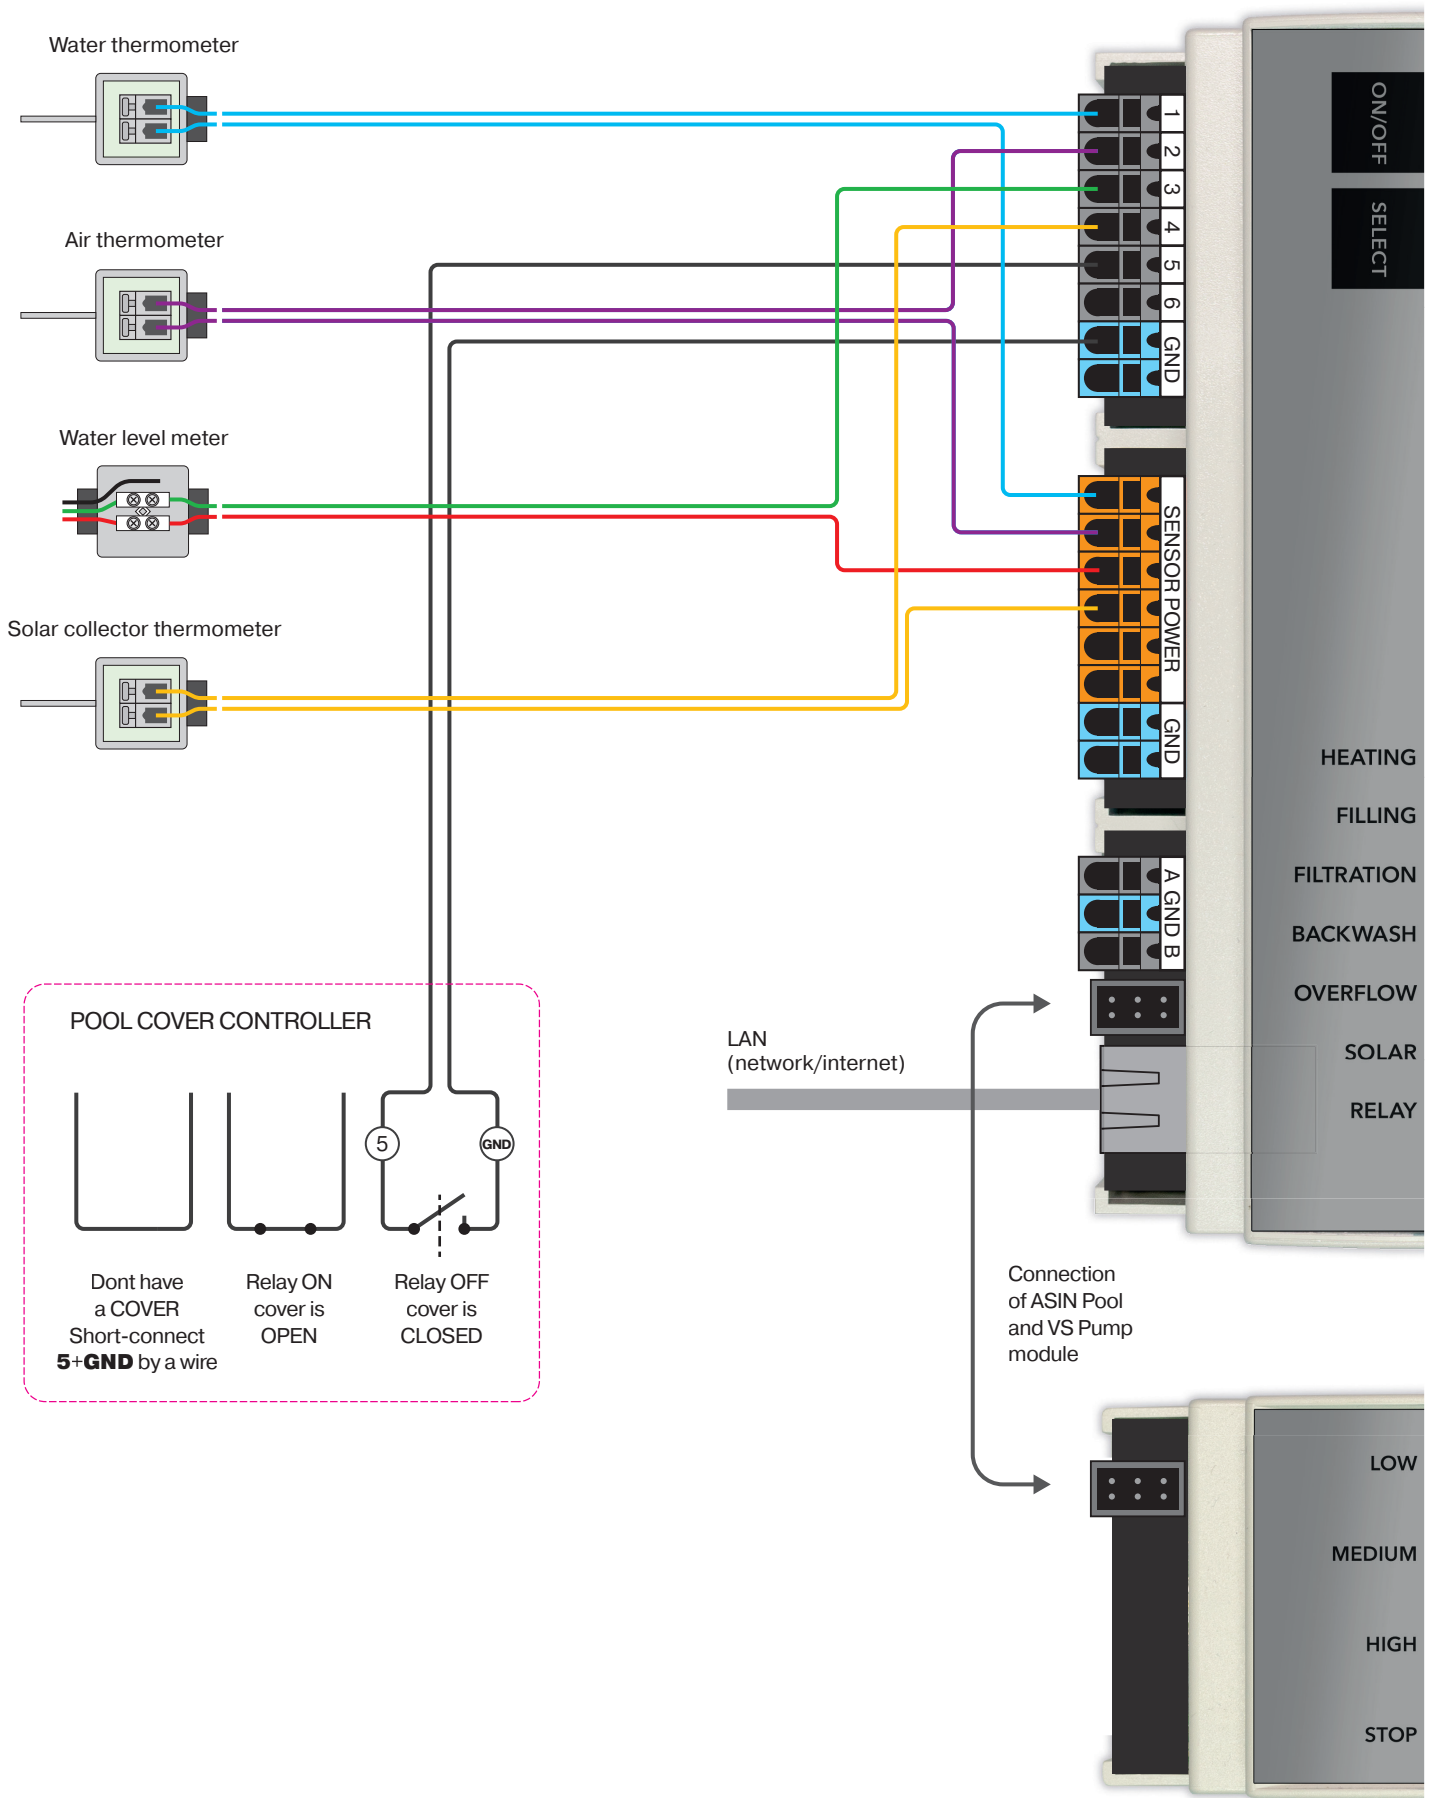 Water thermometer
Air thermometer
Water level meter
Solar collector thermometer
1
2
3
4
5
6
GND
SENSOR POWER
GND
A GND B
ON/OFF
SELECT
HEATING
FILLING
FILTRATION
BACKWASH
OVERFLOW
SOLAR
RELAY
LAN
(network/internet)
POOL COVER CONTROLLER
5
GND
Dont have
a COVER
Short-connect
5+GND by a wire
Relay ON
cover is
OPEN
Relay OFF
cover is
CLOSED
Connection
of ASIN Pool
and VS Pump
module
LOW
MEDIUM
HIGH
STOP